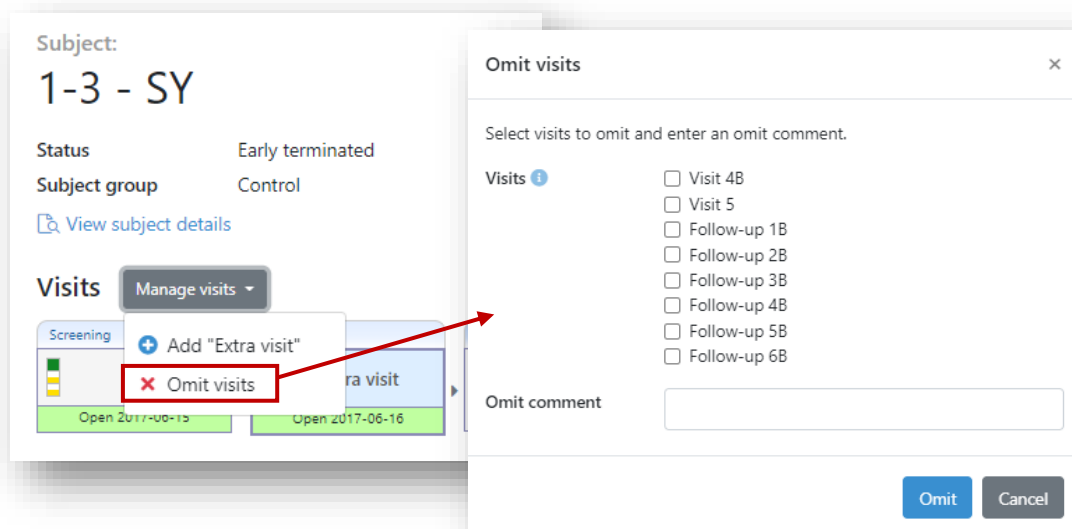 Subject:
1-3 - SY
Status Early terminated
Subject group Control
View subject details
Visits Manage visits
Screening
Add "Extra visit"
Omit visits
visit
Open 2017-06-15
Open 2017-06-16
Omit visits ×
Select visits to omit and enter an omit comment.
Visits
Visit 4B
Visit 5
Follow-up 1B
Follow-up 2B
Follow-up 3B
Follow-up 4B
Follow-up 5B
Follow-up 6B
Omit comment
Omit Cancel